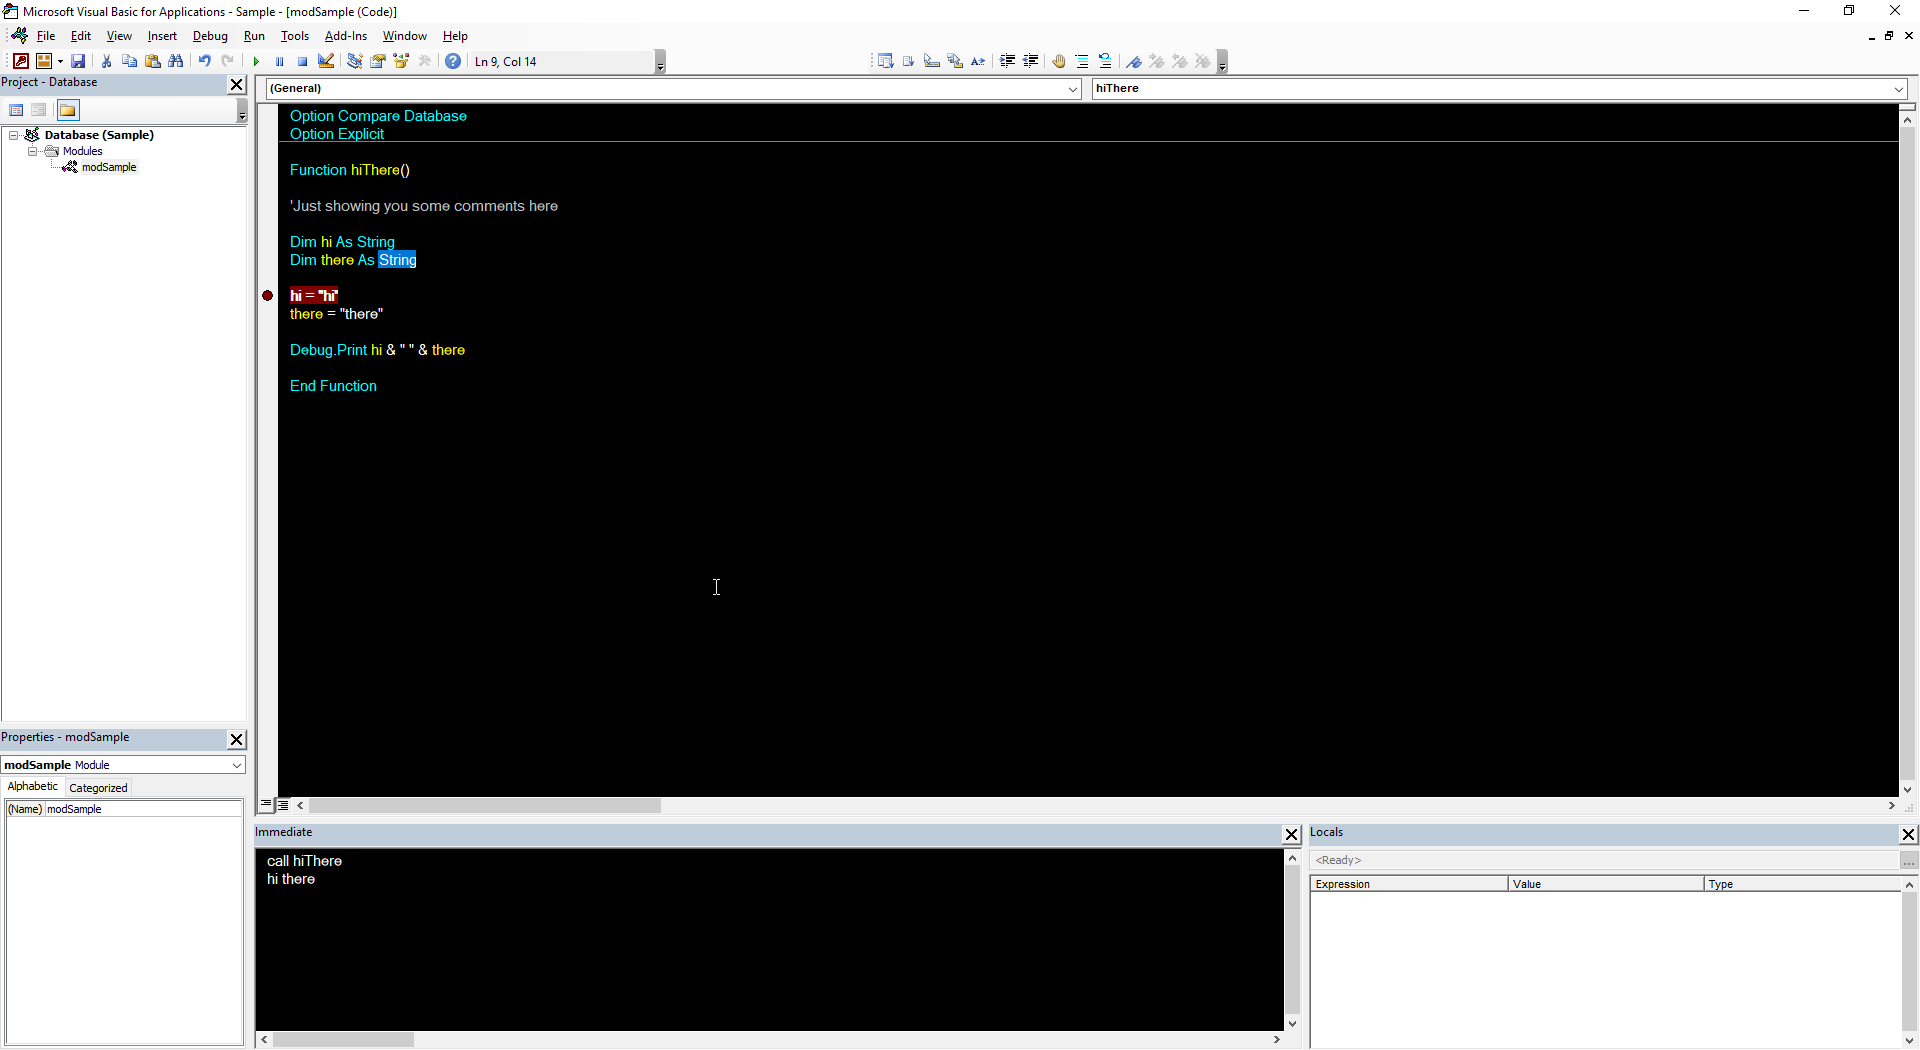 Microsoft Visual Basic for Applications - Sample - [modSample (Code)]
File Edit View Insert Debug Run Tools Add-Ins Window Help
Ln 9, Col 14
Project - Database
Database (Sample)
Modules
modSample
(General)
hiThere
Option Compare Database
Option Explicit
Function hiThere()
'Just showing you some comments here
Dim hi As String
Dim there As String
hi = "hi"
there = "there"
Debug.Print hi & " " & there
End Function
Properties - modSample
modSample Module
Alphabetic Categorized
(Name) modSample
Immediate
call hiThere
hi there
Locals
<Ready>
...
Expression Value Type